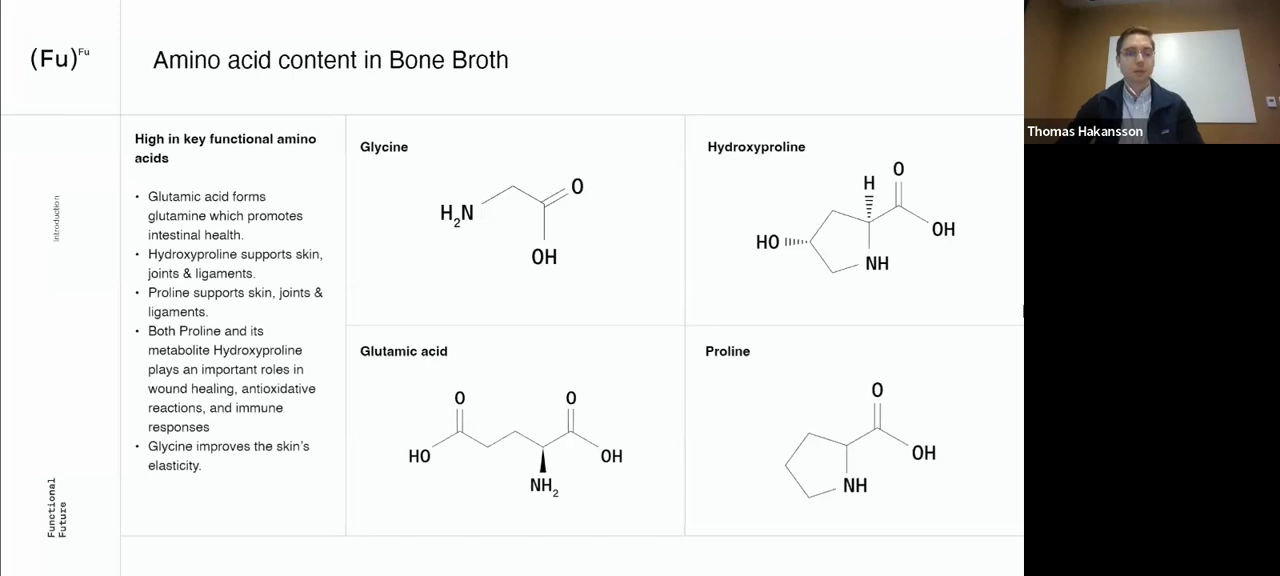 (Fu)Fu
Amino acid content in Bone Broth
Thomas Hakansson
Introduction
Functional
Future
High in key functional amino
acids
• Glutamic acid forms
glutamine which promotes
intestinal health.
• Hydroxyproline supports skin,
joints & ligaments.
• Proline supports skin, joints &
ligaments.
• Both Proline and its
metabolite Hydroxyproline
plays an important roles in
wound healing, antioxidative
reactions, and immune
responses
• Glycine improves the skin's
elasticity.
Glycine
H2N
O
OH
Hydroxyproline
H
O
HO
OH
NH
Glutamic acid
O
O
HO
OH
NH2
Proline
O
OH
NH